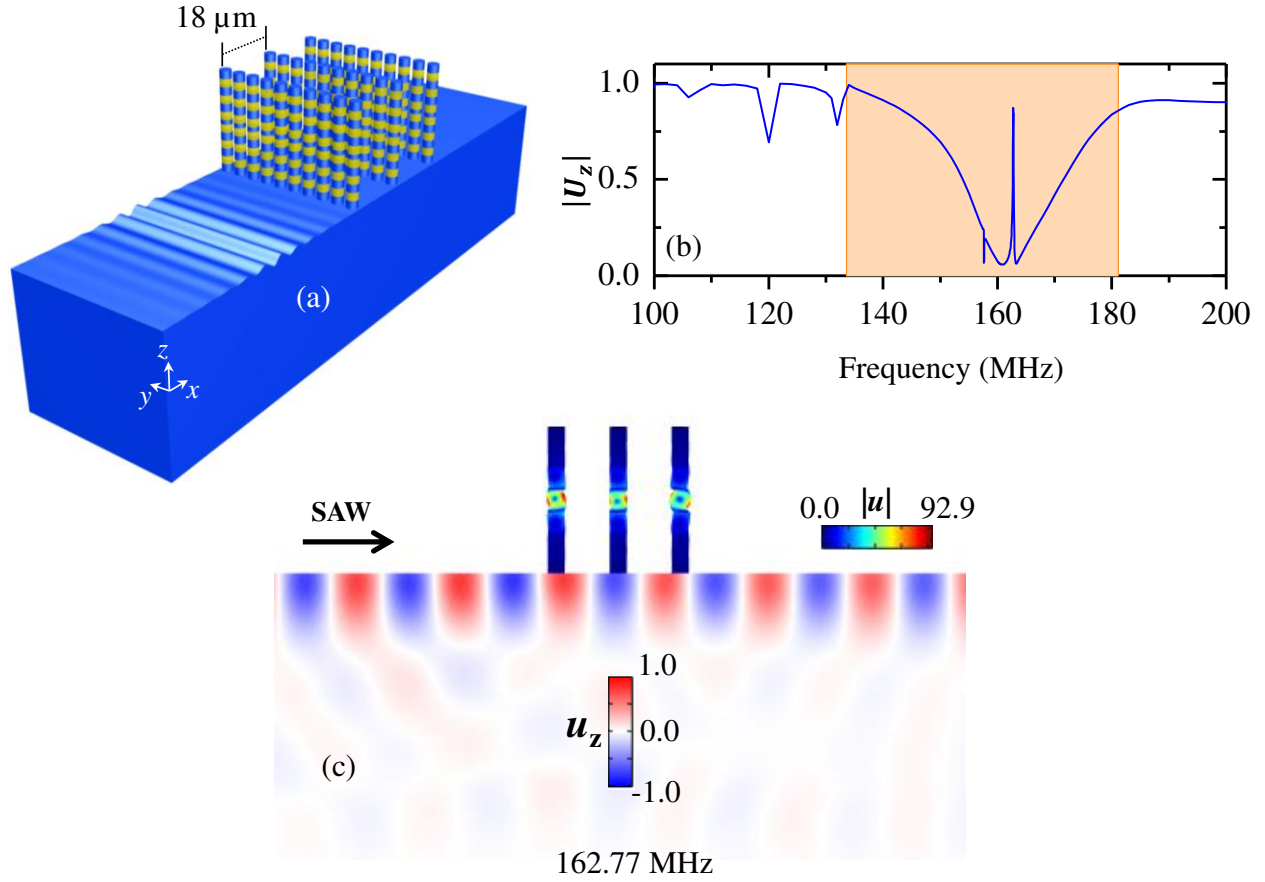 18 µm
(a)
z
y
x
1.0
0.5
0.0
|U_z|
(b)
100 120 140 160 180 200
Frequency (MHz)
SAW
0.0 |u| 92.9
1.0
u_z 0.0
-1.0
(c)
162.77 MHz